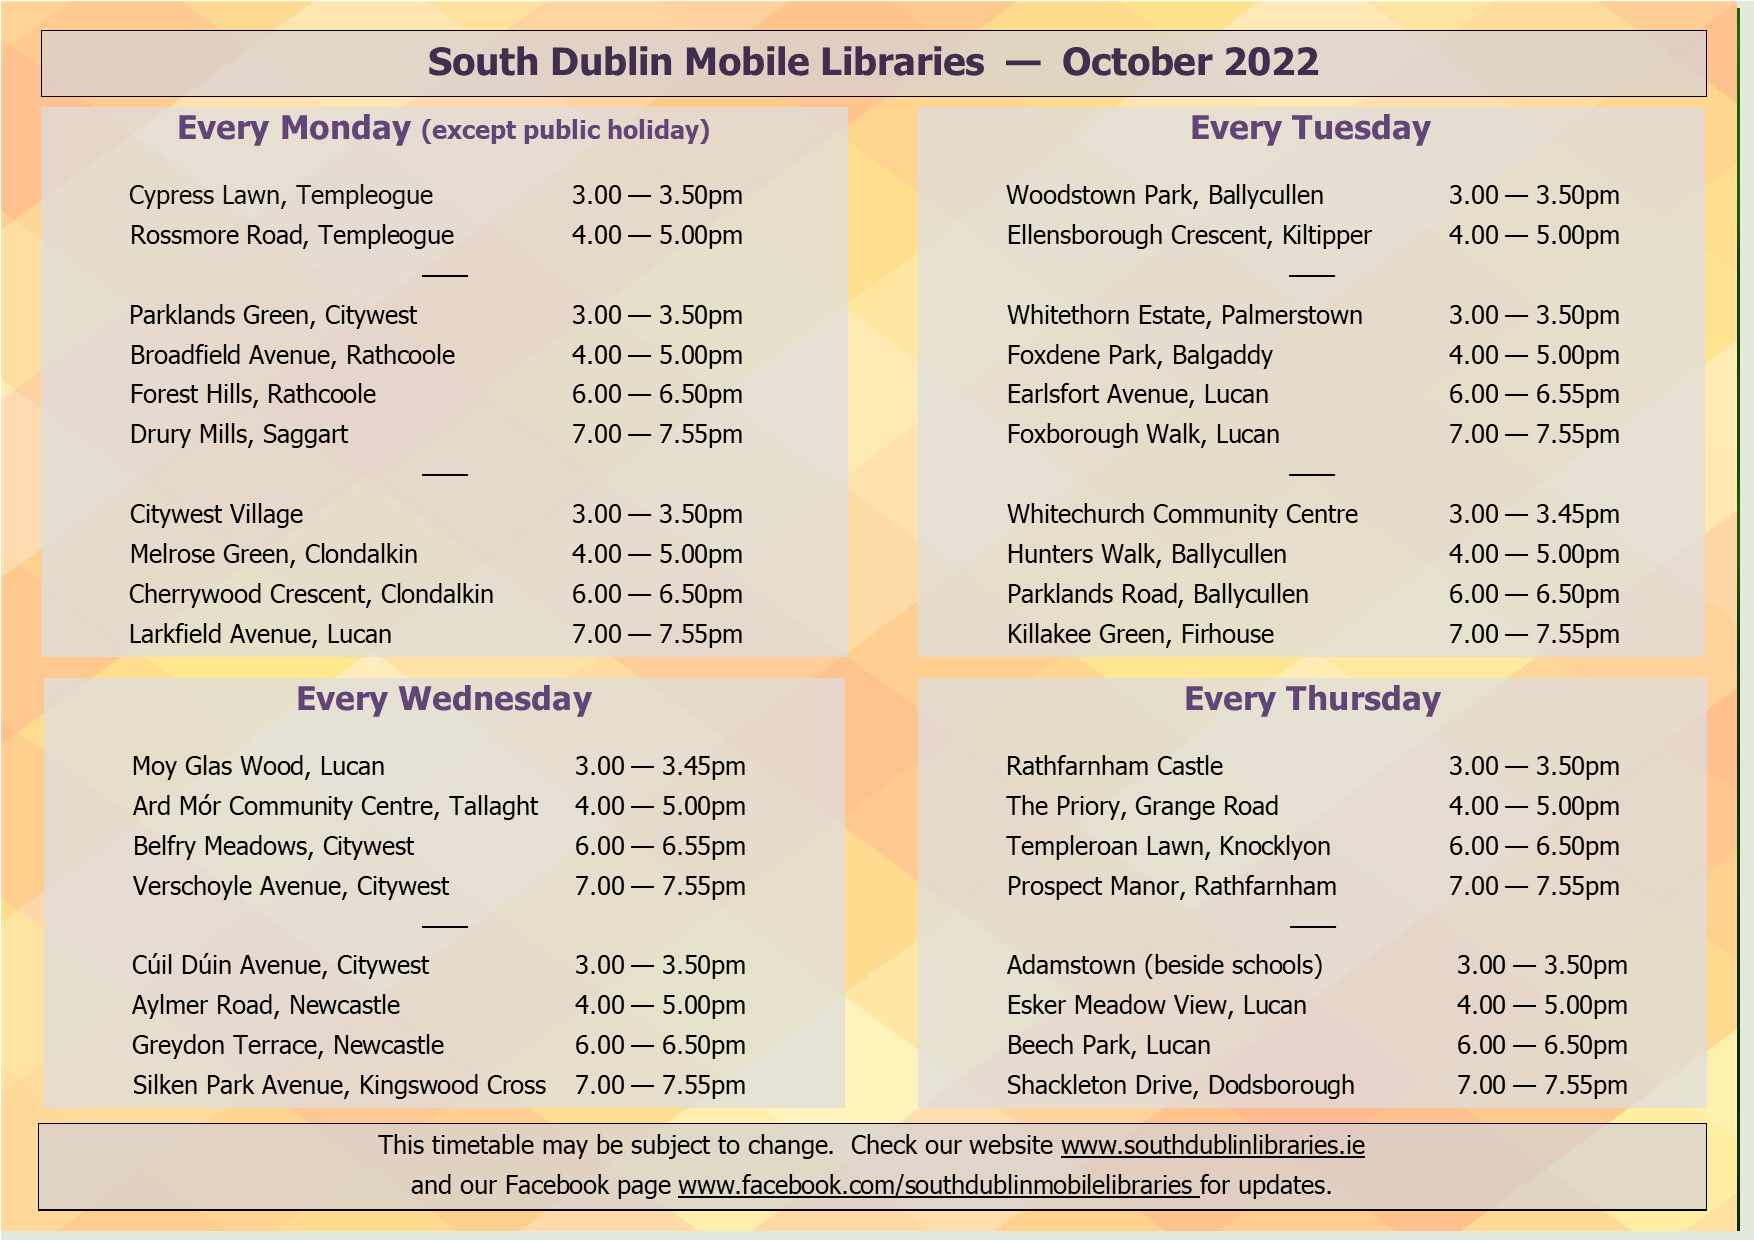 South Dublin Mobile Libraries — October 2022
Every Monday (except public holiday)
Cypress Lawn, Templeogue 3.00 — 3.50pm
Rossmore Road, Templeogue 4.00 — 5.00pm
Parklands Green, Citywest 3.00 — 3.50pm
Broadfield Avenue, Rathcoole 4.00 — 5.00pm
Forest Hills, Rathcoole 6.00 — 6.50pm
Drury Mills, Saggart 7.00 — 7.55pm
Citywest Village 3.00 — 3.50pm
Melrose Green, Clondalkin 4.00 — 5.00pm
Cherrywood Crescent, Clondalkin 6.00 — 6.50pm
Larkfield Avenue, Lucan 7.00 — 7.55pm
Every Tuesday
Woodstown Park, Ballycullen 3.00 — 3.50pm
Ellensborough Crescent, Kiltipper 4.00 — 5.00pm
Whitethorn Estate, Palmerstown 3.00 — 3.50pm
Foxdene Park, Balgaddy 4.00 — 5.00pm
Earlsfort Avenue, Lucan 6.00 — 6.55pm
Foxborough Walk, Lucan 7.00 — 7.55pm
Whitechurch Community Centre 3.00 — 3.45pm
Hunters Walk, Ballycullen 4.00 — 5.00pm
Parklands Road, Ballycullen 6.00 — 6.50pm
Killakee Green, Firhouse 7.00 — 7.55pm
Every Wednesday
Moy Glas Wood, Lucan 3.00 — 3.45pm
Ard Mór Community Centre, Tallaght 4.00 — 5.00pm
Belfry Meadows, Citywest 6.00 — 6.55pm
Verschoyle Avenue, Citywest 7.00 — 7.55pm
Cúil Dúin Avenue, Citywest 3.00 — 3.50pm
Aylmer Road, Newcastle 4.00 — 5.00pm
Greydon Terrace, Newcastle 6.00 — 6.50pm
Silken Park Avenue, Kingswood Cross 7.00 — 7.55pm
Every Thursday
Rathfarnham Castle 3.00 — 3.50pm
The Priory, Grange Road 4.00 — 5.00pm
Templeroan Lawn, Knocklyon 6.00 — 6.50pm
Prospect Manor, Rathfarnham 7.00 — 7.55pm
Adamstown (beside schools) 3.00 — 3.50pm
Esker Meadow View, Lucan 4.00 — 5.00pm
Beech Park, Lucan 6.00 — 6.50pm
Shackleton Drive, Dodsborough 7.00 — 7.55pm
This timetable may be subject to change. Check our website www.southdublinlibraries.ie
and our Facebook page www.facebook.com/southdublinmobilelibraries for updates.